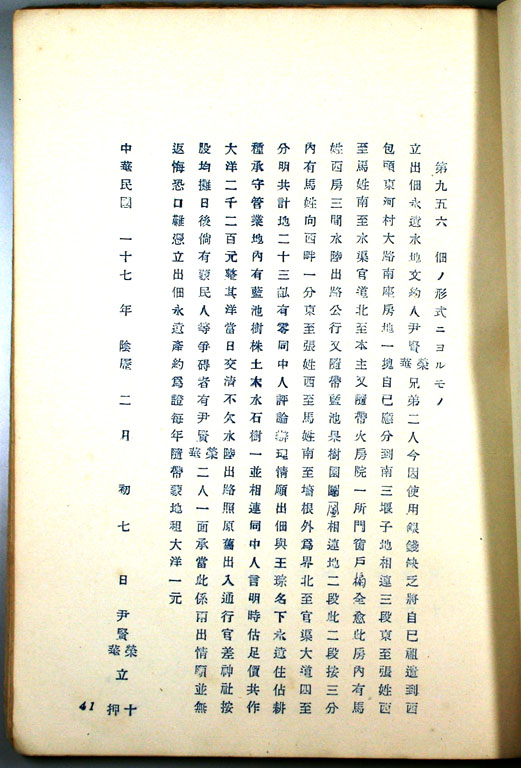 第九五六 佃ノ形式ニヨルモノ
立出佃永遠水地文約人尹賢榮華兄弟二人今因使用銀錢缺乏將自已祖遺到西
包頭東河村大路南座房地一塊自已應分到南三堰子地相連三段東至張姓西
至馬姓南至水渠官道北至本主又隨帶火房院一所門窗戶槅全愈此房內有馬
姓西房三間水陸出路公行又隨帶藍池菓樹園圐圙相連地二段此二段按三分
內有馬姓向西畔一分東至張姓西至馬姓南至墻根外爲界北至官渠大道四至
分明共計地二十三畝有零同中人評論辦理情願出佃與王琮名下永遠住佔耕
種承守管業地內有藍池樹株土木水石樹一並相連同中人言明時估足價共作
大洋二千二百元整其洋當日交淸不欠水陸出路照原舊出入通行官差神社按
股均攤日後倘有蒙民人等爭碍者有尹賢榮華二人一面承當此係兩出情願並無
返悔恐口難憑立出佃永遠產約爲證每年隨帶蒙地租大洋一元
中華民國 一十七 年 陰曆 二 月 初 七 日 尹賢榮華 立 十押
41